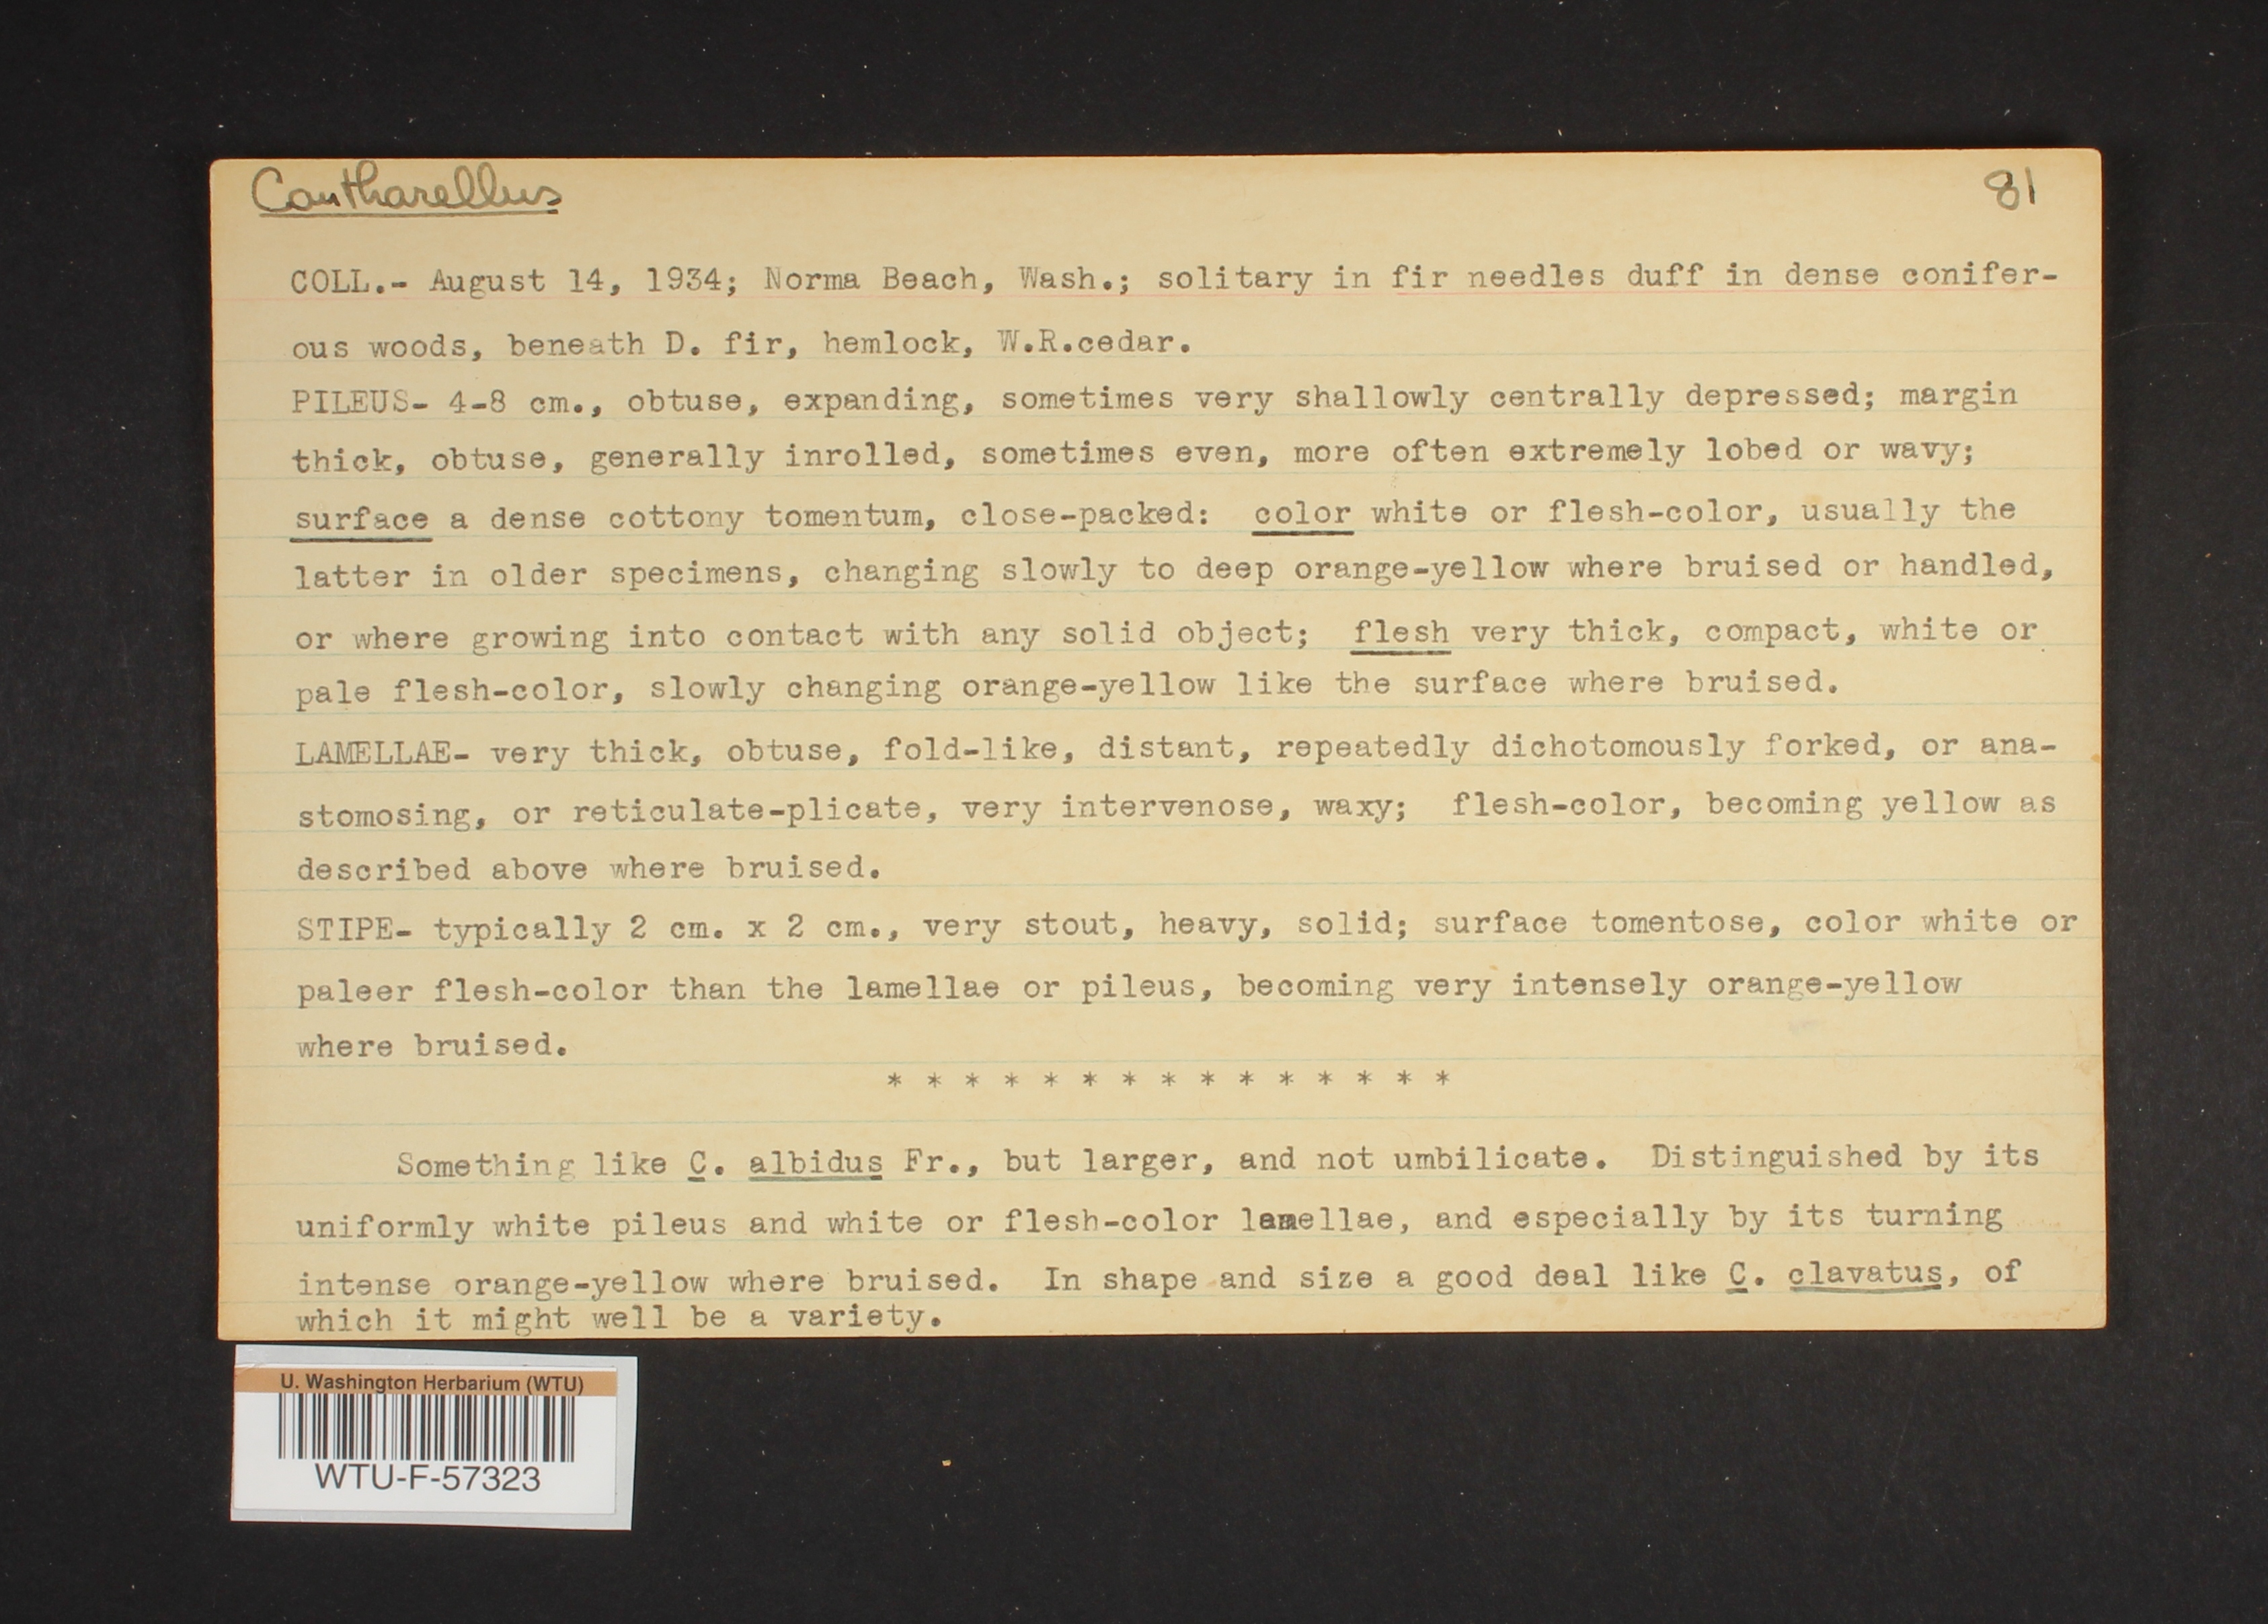 Cantharellus 81
COLL.- August 14, 1934; Norma Beach, Wash.; solitary in fir needles duff in dense conifer-
ous woods, beneath D. fir, hemlock, W.R.cedar.
PILEUS- 4-8 cm., obtuse, expanding, sometimes very shallowly centrally depressed; margin
thick, obtuse, generally inrolled, sometimes even, more often extremely lobed or wavy;
surface a dense cottony tomentum, close-packed: color white or flesh-color, usually the
latter in older specimens, changing slowly to deep orange-yellow where bruised or handled,
or where growing into contact with any solid object; flesh very thick, compact, white or
pale flesh-color, slowly changing orange-yellow like the surface where bruised.
LAMELLAE- very thick, obtuse, fold-like, distant, repeatedly dichotomously forked, or ana-
stomosing, or reticulate-plicate, very intervenose, waxy; flesh-color, becoming yellow as
described above where bruised.
STIPE- typically 2 cm. x 2 cm., very stout, heavy, solid; surface tomentose, color white or
paleer flesh-color than the lamellae or pileus, becoming very intensely orange-yellow
where bruised.
* * * * * * * * * * * * * * *
Something like C. albidus Fr., but larger, and not umbilicate. Distinguished by its
uniformly white pileus and white or flesh-color lamellae, and especially by its turning
intense orange-yellow where bruised. In shape and size a good deal like C. clavatus, of
which it might well be a variety.
U. Washington Herbarium (WTU)
WTU-F-57323